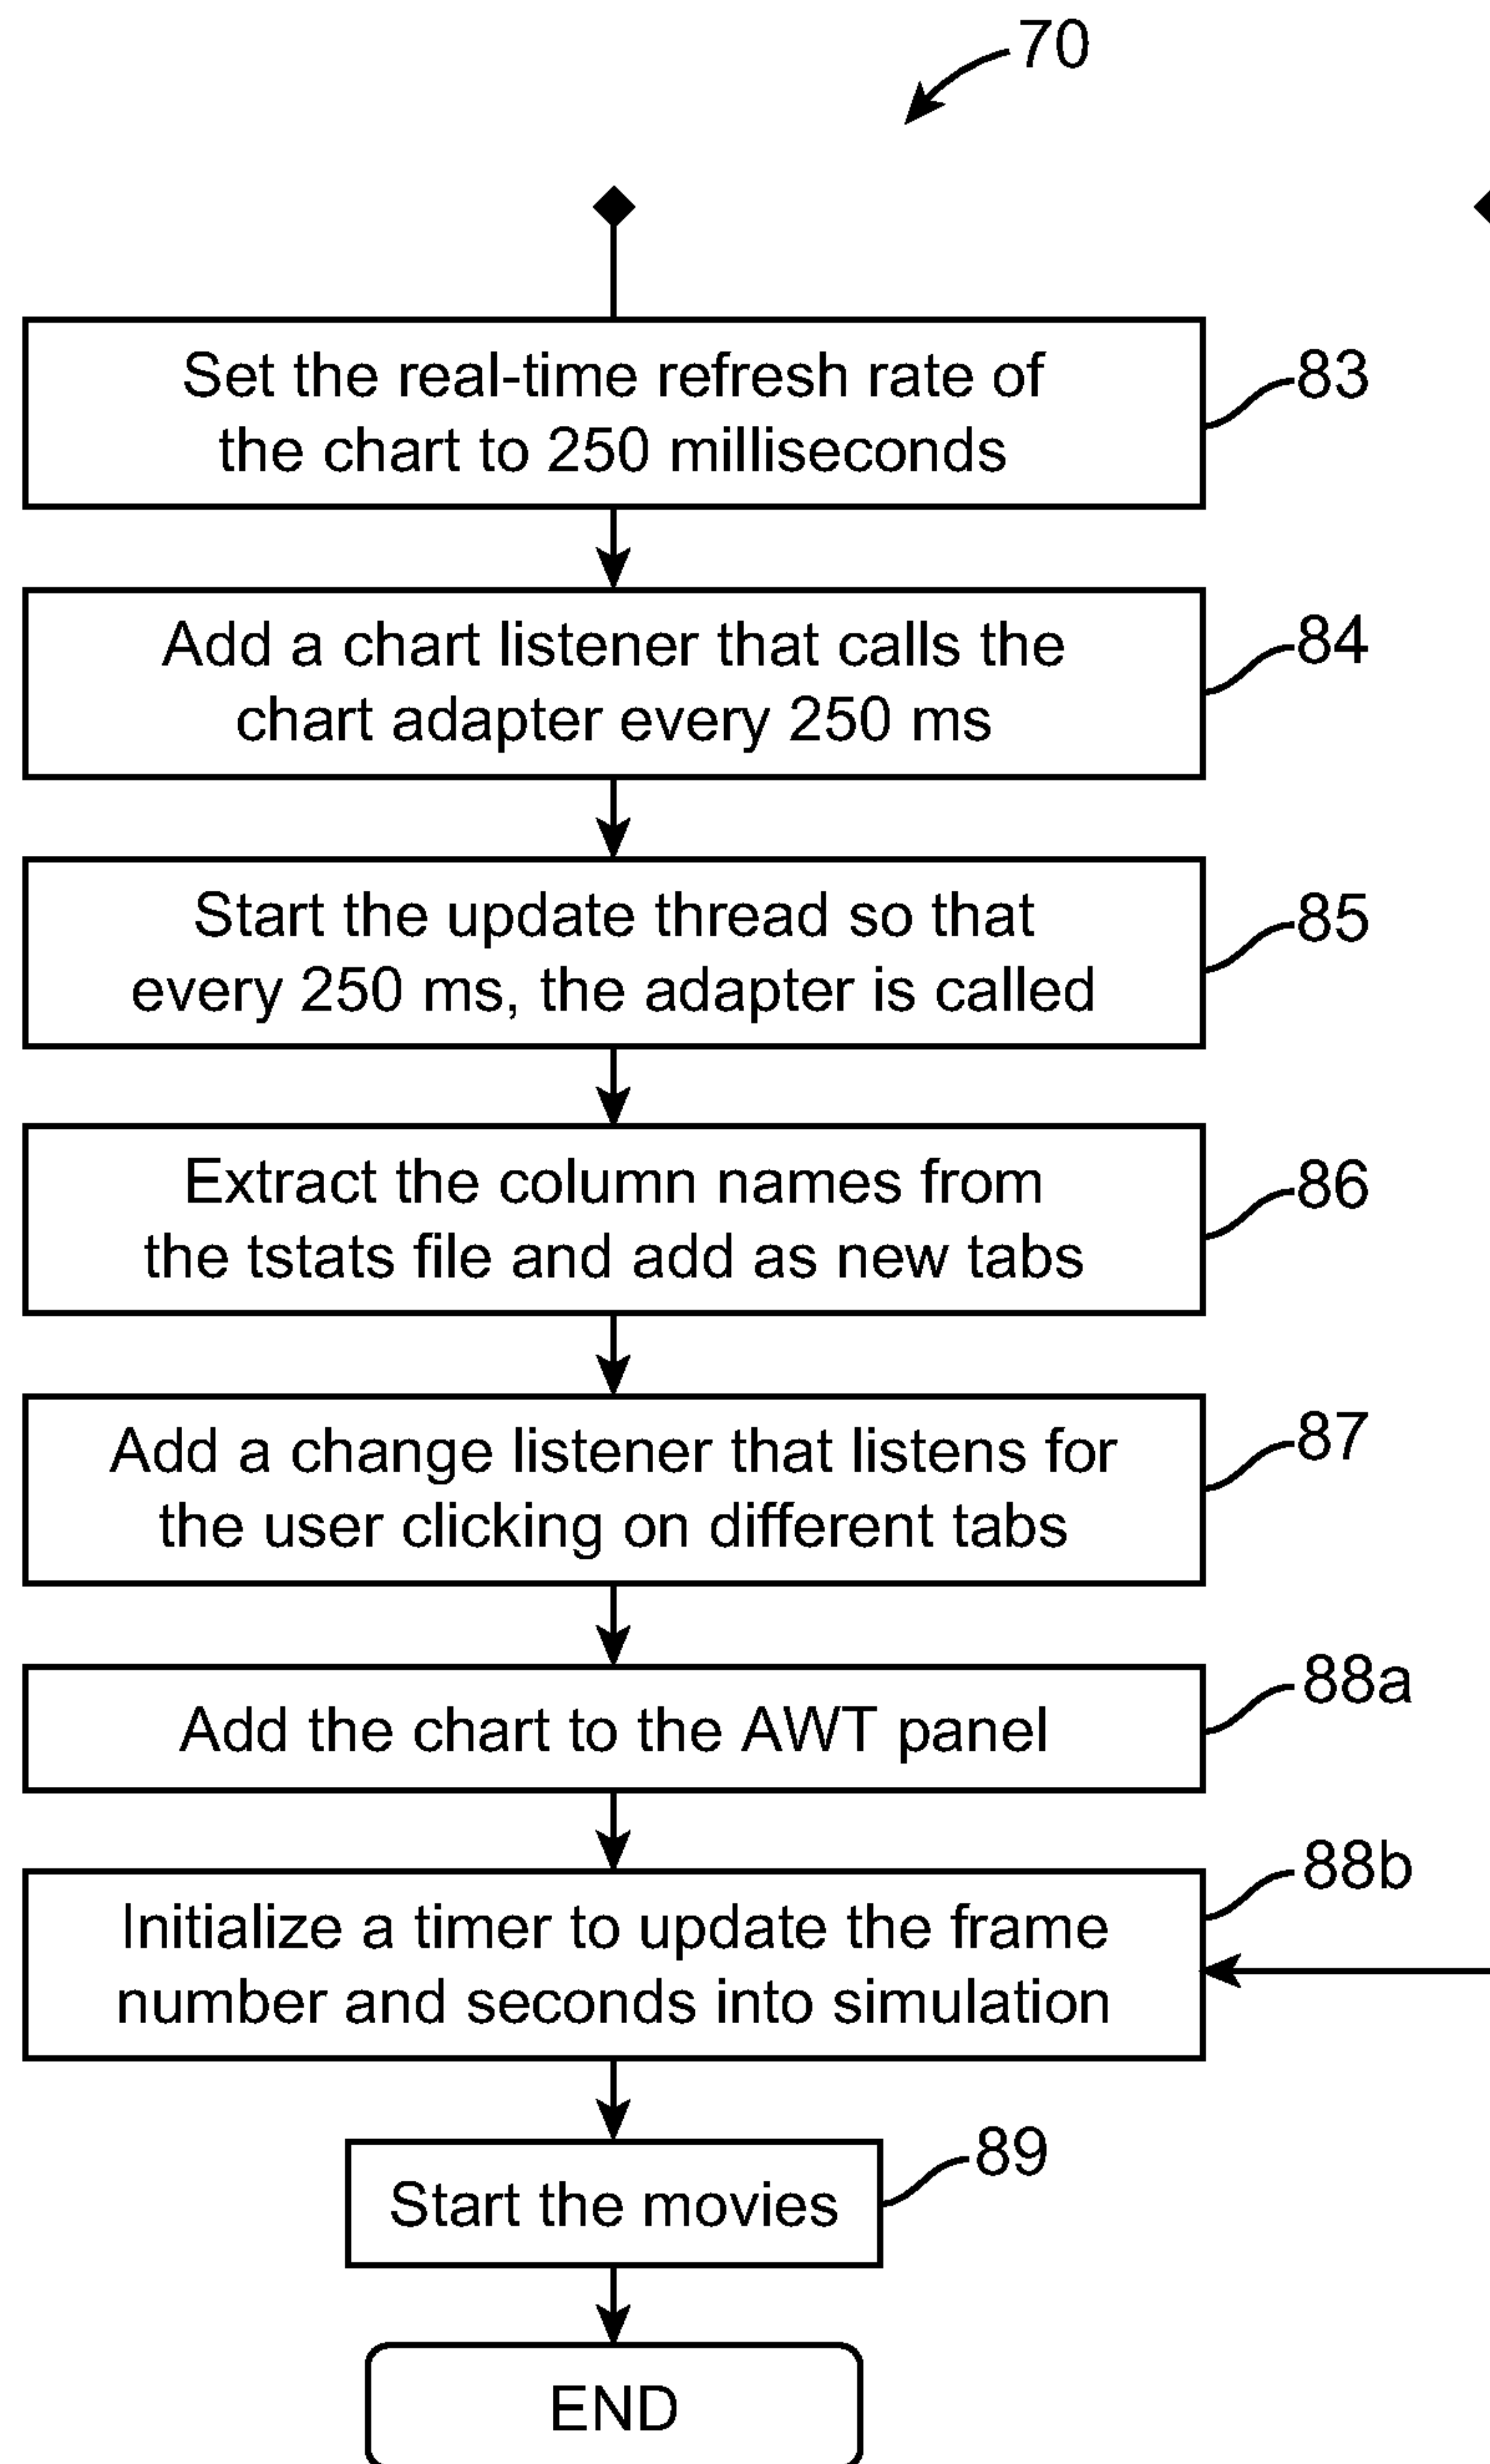 70
Set the real-time refresh rate of
the chart to 250 milliseconds
83
Add a chart listener that calls the
chart adapter every 250 ms
84
Start the update thread so that
every 250 ms, the adapter is called
85
Extract the column names from
the tstats file and add as new tabs
86
Add a change listener that listens for
the user clicking on different tabs
87
Add the chart to the AWT panel
88a
Initialize a timer to update the frame
number and seconds into simulation
88b
Start the movies
89
END